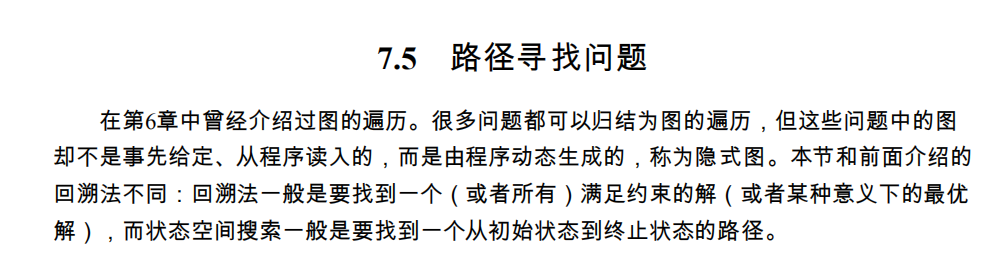 7.5 路径寻找问题
在第6章中曾经介绍过图的遍历。很多问题都可以归结为图的遍历，但这些问题中的图
却不是事先给定、从程序读入的，而是由程序动态生成的，称为隐式图。本节和前面介绍的
回溯法不同：回溯法一般是要找到一个（或者所有）满足约束的解（或者某种意义下的最优
解），而状态空间搜索一般是要找到一个从初始状态到终止状态的路径。